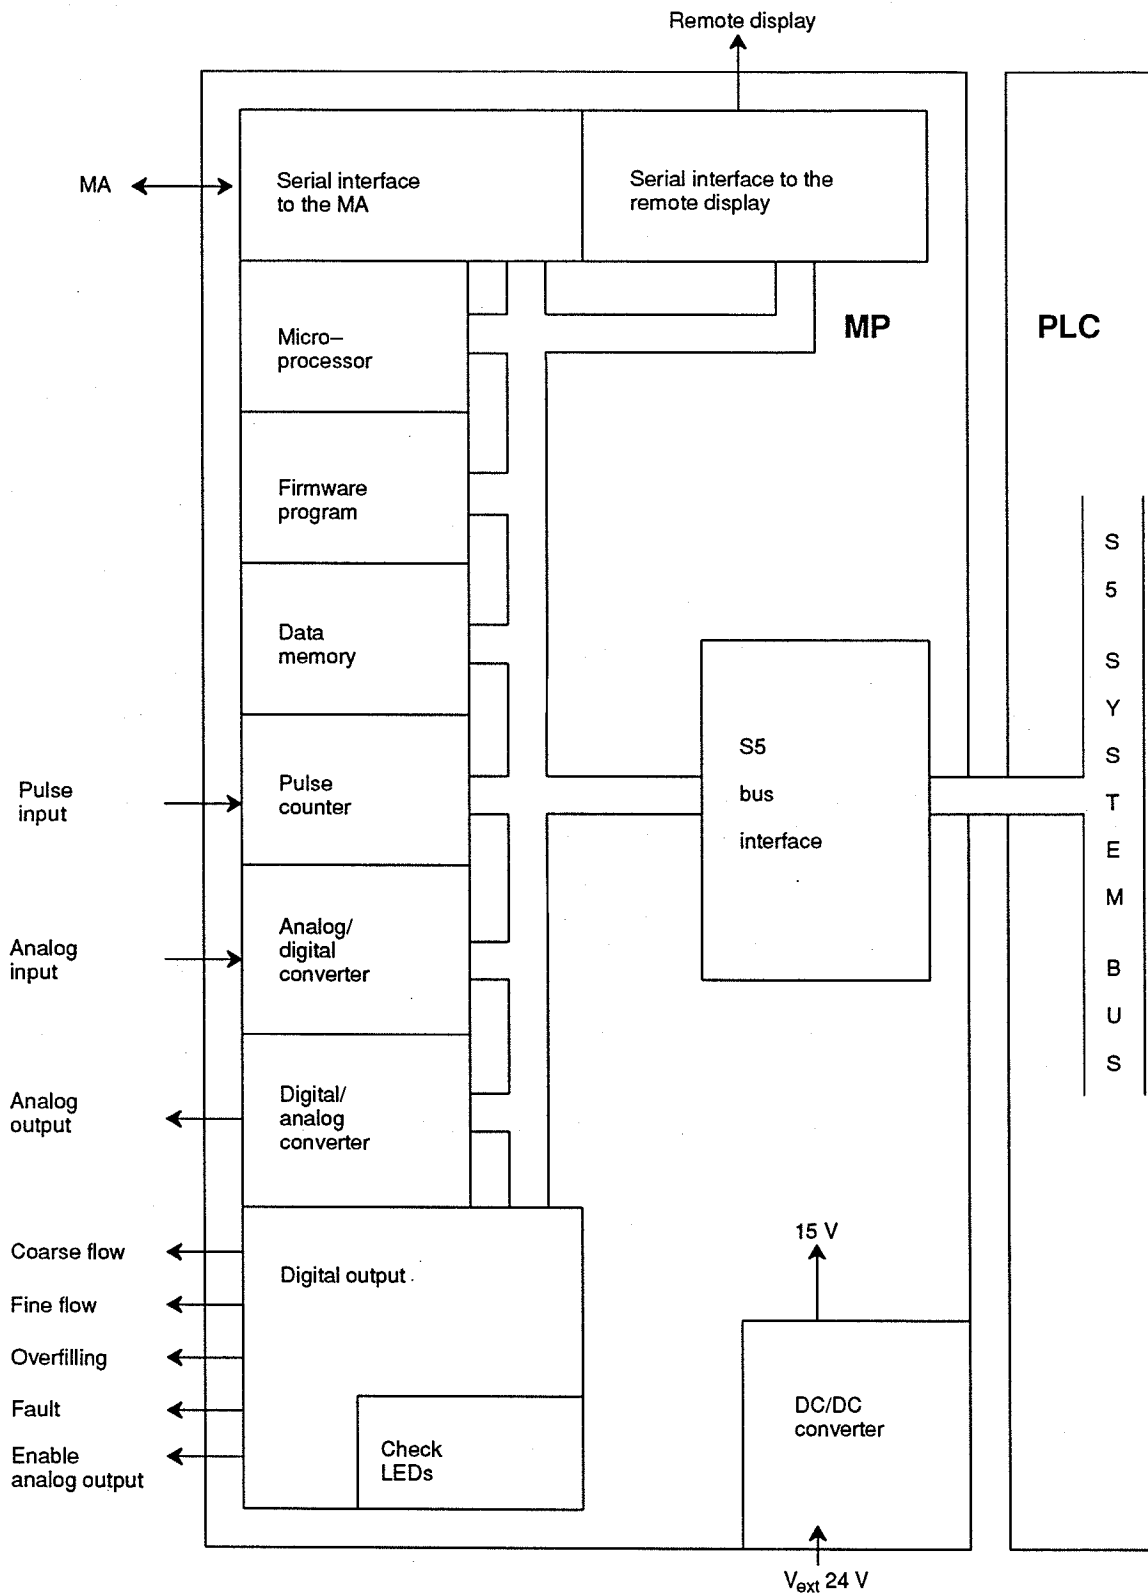 Remote display
MA
Serial interface
to the MA
Serial interface to the
remote display
MP
PLC
Micro–
processor
Firmware
program
Data
memory
Pulse
input
Pulse
counter
S5
bus
interface
S5 SYSTEM BUS
Analog
input
Analog/
digital
converter
Analog
output
Digital/
analog
converter
Coarse flow
Fine flow
Overfilling
Fault
Enable
analog output
Digital output
Check
LEDs
15 V
DC/DC
converter
Vext 24 V